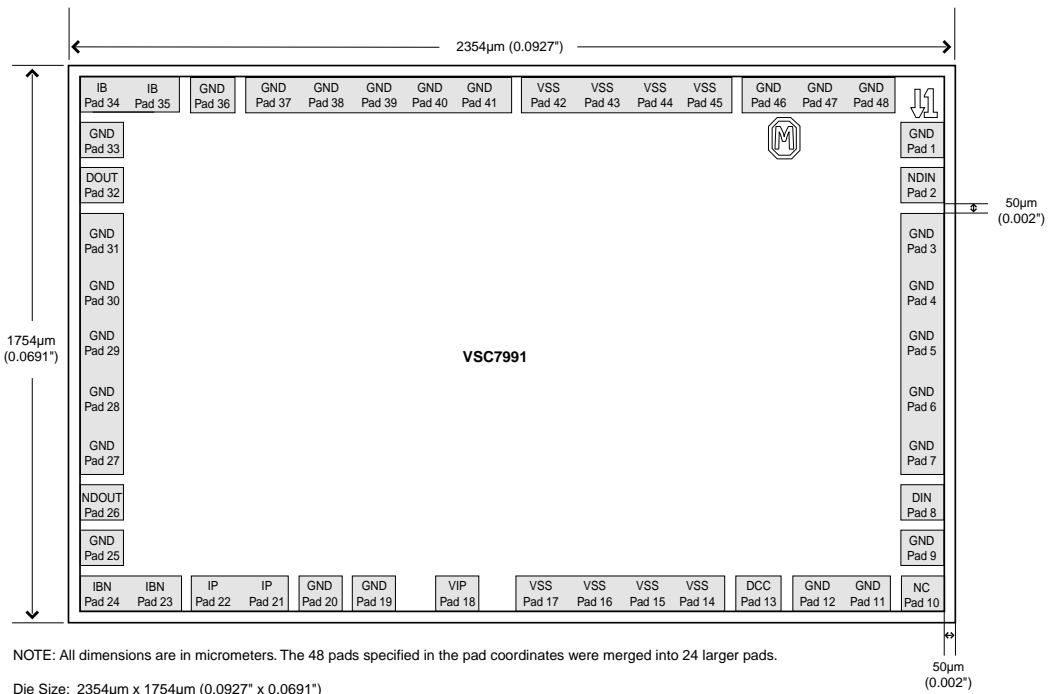 2354µm (0.0927")
IB IB GND GND GND GND GND GND VSS VSS VSS VSS GND GND GND
Pad 34 Pad 35 Pad 36 Pad 37 Pad 38 Pad 39 Pad 40 Pad 41 Pad 42 Pad 43 Pad 44 Pad 45 Pad 46 Pad 47 Pad 48
1
M
GND GND
Pad 33 Pad 1
DOUT NDIN
Pad 32 Pad 2
50µm
(0.002")
GND GND
Pad 31 Pad 3
GND GND
Pad 30 Pad 4
1754µm
(0.0691")
GND GND
Pad 29 Pad 5
VSC7991
GND GND
Pad 28 Pad 6
GND GND
Pad 27 Pad 7
NDOUT DIN
Pad 26 Pad 8
GND GND
Pad 25 Pad 9
IBN IBN IP IP GND GND VIP VSS VSS VSS VSS DCC GND GND NC
Pad 24 Pad 23 Pad 22 Pad 21 Pad 20 Pad 19 Pad 18 Pad 17 Pad 16 Pad 15 Pad 14 Pad 13 Pad 12 Pad 11 Pad 10
NOTE: All dimensions are in micrometers. The 48 pads specified in the pad coordinates were merged into 24 larger pads.
50µm
(0.002")
Die Size: 2354µm x 1754µm (0.0927" x 0.0691")